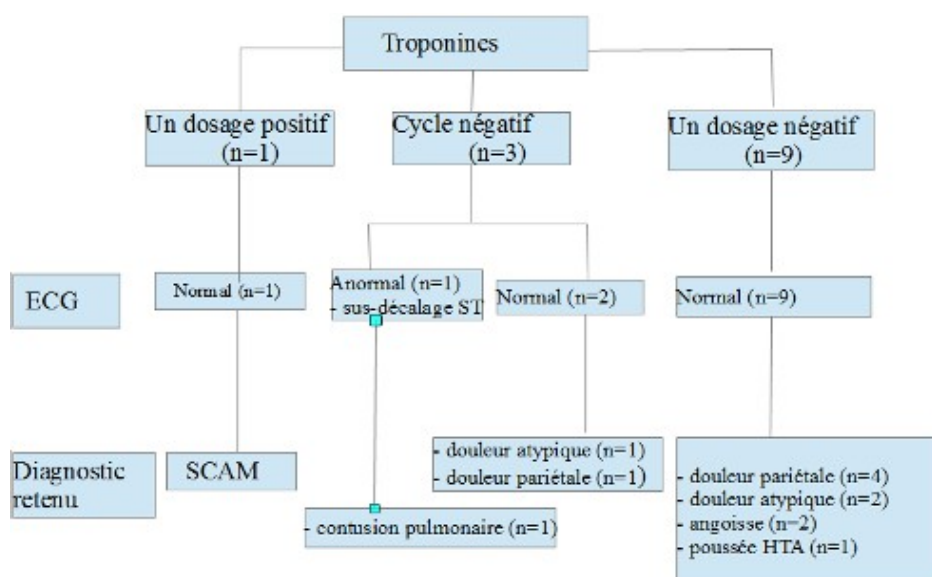 Troponines
Un dosage positif
(n=1)
Cycle négatif
(n=3)
Un dosage négatif
(n=9)
ECG
Normal (n=1)
Anormal (n=1)
- sus-décalage ST
Normal (n=2)
Normal (n=9)
Diagnostic
retenu
SCAM
- contusion pulmonaire (n=1)
- douleur atypique (n=1)
- douleur pariétale (n=1)
- douleur pariétale (n=4)
- douleur atypique (n=2)
- angoisse (n=2)
- poussée HTA (n=1)